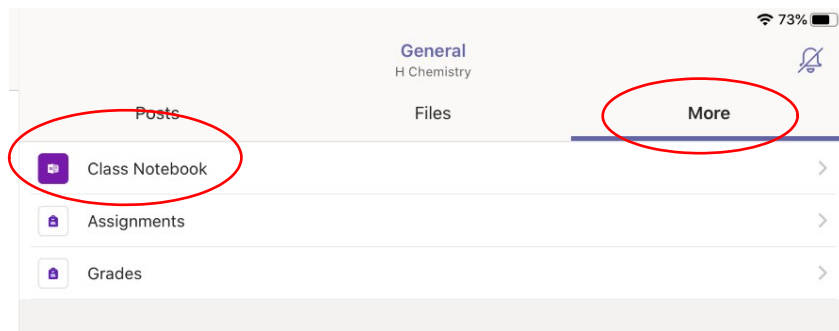 73%
General
H Chemistry
Posts Files More
Class Notebook
Assignments
Grades